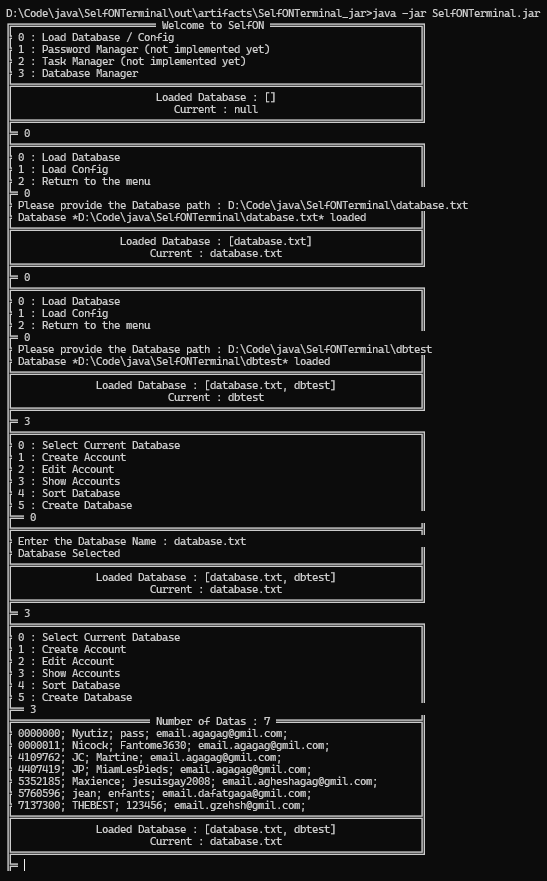 D:\Code\java\SelfONTerminal\out\artifacts\SelfONTerminal_jar>java -jar SelfONTerminal.jar
Welcome to SelfON
0 : Load Database / Config
1 : Password Manager (not implemented yet)
2 : Task Manager (not implemented yet)
3 : Database Manager
Loaded Database : []
Current : null
0
0 : Load Database
1 : Load Config
2 : Return to the menu
0
Please provide the Database path : D:\Code\java\SelfONTerminal\database.txt
Database *D:\Code\java\SelfONTerminal\database.txt* loaded
Loaded Database : [database.txt]
Current : database.txt
0
0 : Load Database
1 : Load Config
2 : Return to the menu
0
Please provide the Database path : D:\Code\java\SelfONTerminal\dbtest
Database *D:\Code\java\SelfONTerminal\dbtest* loaded
Loaded Database : [database.txt, dbtest]
Current : dbtest
3
0 : Select Current Database
1 : Create Account
2 : Edit Account
3 : Show Accounts
4 : Sort Database
5 : Create Database
0
Enter the Database Name : database.txt
Database Selected
Loaded Database : [database.txt, dbtest]
Current : database.txt
3
0 : Select Current Database
1 : Create Account
2 : Edit Account
3 : Show Accounts
4 : Sort Database
5 : Create Database
3
Number of Datas : 7
0000000; Nyutiz; pass; email.agagag@gmil.com;
0000011; Nicock; Fantome3630; email.agagag@gmil.com;
4109762; JC; Martine; email.agagag@gmil.com;
4407419; JP; MiamLesPieds; email.agagag@gmil.com;
5352185; Maxience; jesuisgay2008; email.agheshagag@gmil.com;
5760596; jean; enfants; email.dafatgaga@gmil.com;
7137300; THEBEST; 123456; email.gzehsh@gmil.com;
Loaded Database : [database.txt, dbtest]
Current : database.txt